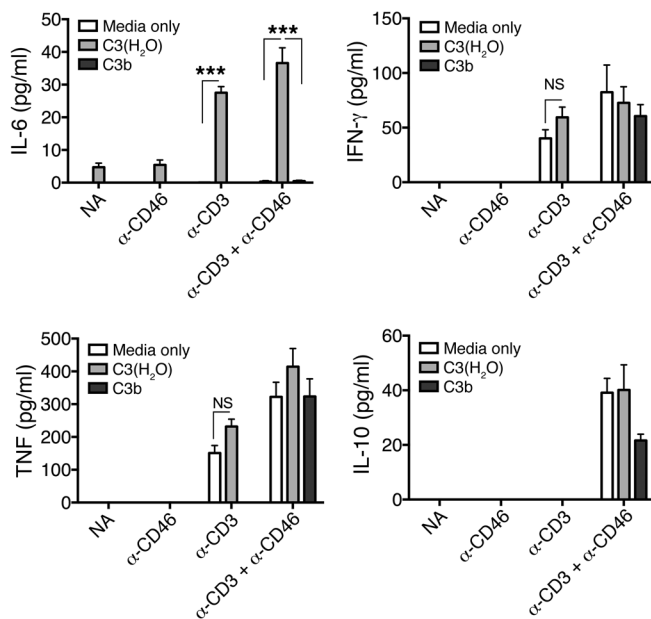 IL-6 (pg/ml)
50
40
30
20
10
0
Media only
C3(H₂O)
C3b
***
***
NA
α-CD46
α-CD3
α-CD3 + α-CD46
IFN-γ (pg/ml)
150
100
50
0
Media only
C3(H₂O)
C3b
NS
NA
α-CD46
α-CD3
α-CD3 + α-CD46
TNF (pg/ml)
500
400
300
200
100
0
Media only
C3(H₂O)
C3b
NS
NA
α-CD46
α-CD3
α-CD3 + α-CD46
IL-10 (pg/ml)
60
40
20
0
Media only
C3(H₂O)
C3b
NA
α-CD46
α-CD3
α-CD3 + α-CD46